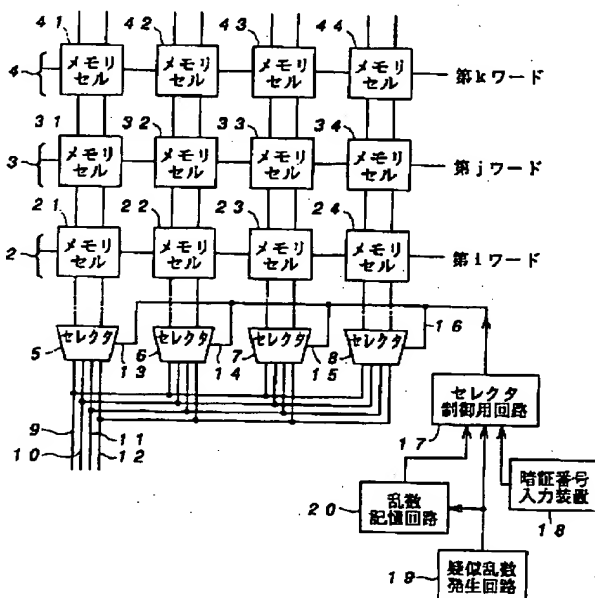 41 42 43 44
4 メモリセル メモリセル メモリセル メモリセル 第kワード
31 32 33 34
3 メモリセル メモリセル メモリセル メモリセル 第jワード
21 22 23 24
2 メモリセル メモリセル メモリセル メモリセル 第iワード
セレクタ セレクタ セレクタ セレクタ 16
5 13 6 14 7 15 8
9 11
10 12
セレクタ
制御用回路
17
乱数
記憶回路
20
暗証番号
入力装置
18
疑似乱数
発生回路
19